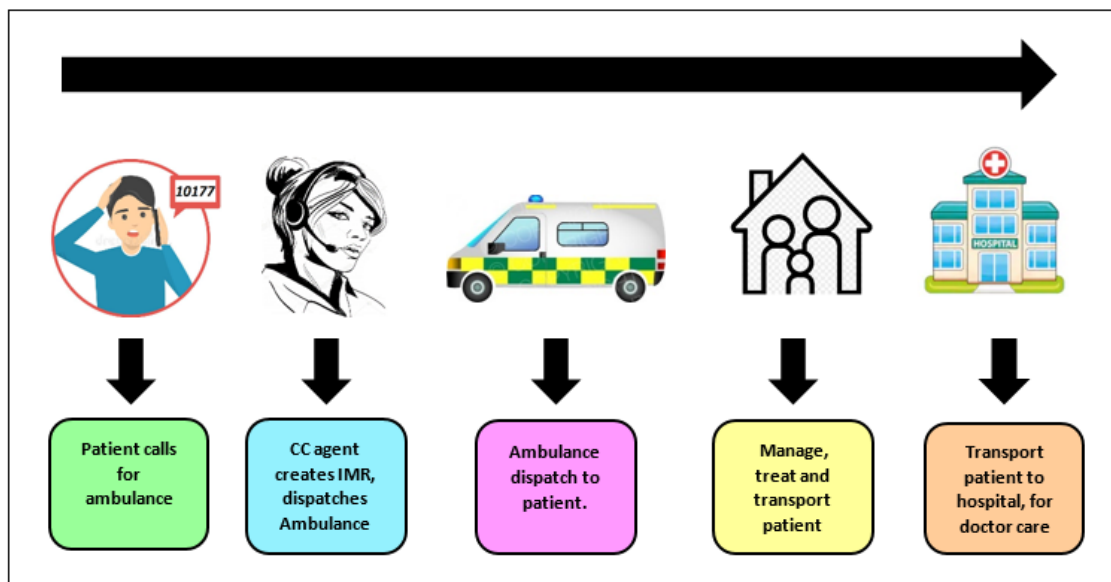 10177
HOSPITAL
Patient calls
for
ambulance
CC agent
creates IMR,
dispatches
Ambulance
Ambulance
dispatch to
patient.
Manage,
treat and
transport
patient
Transport
patient to
hospital, for
doctor care